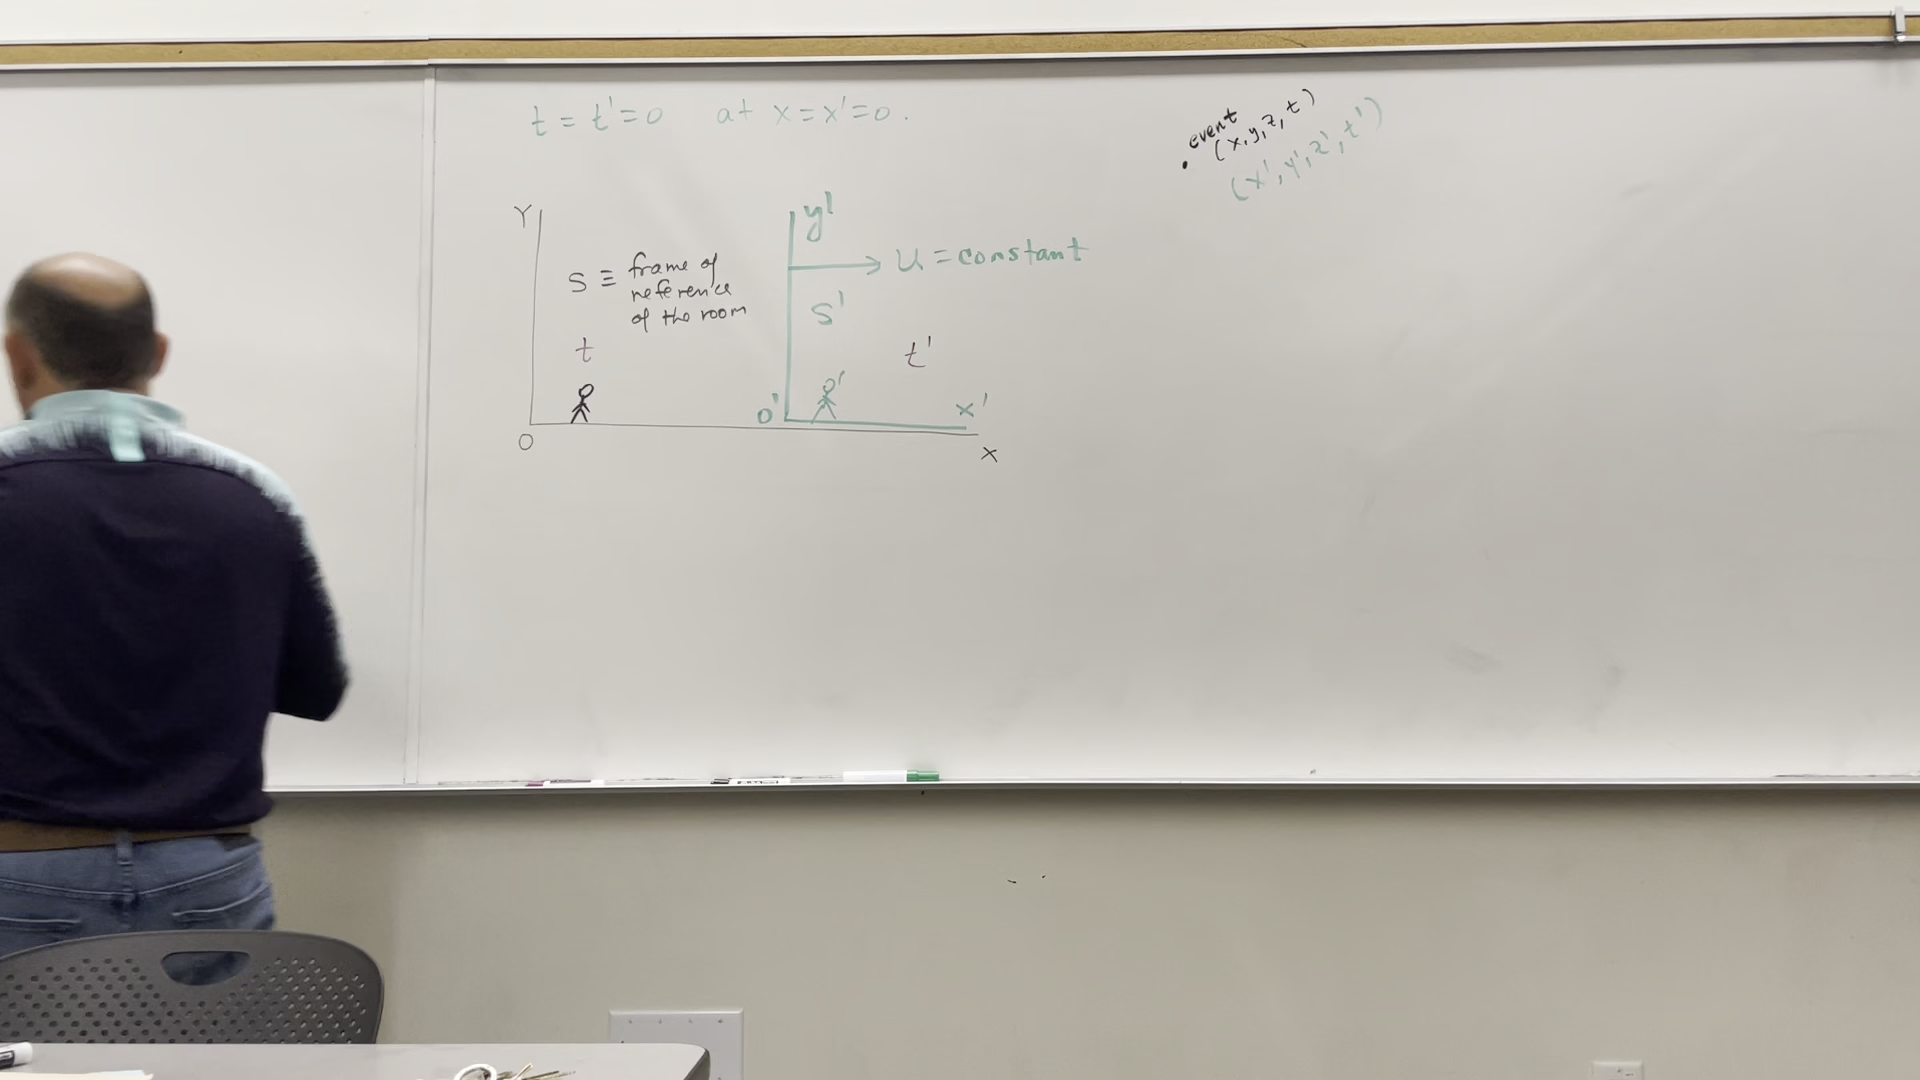 t = t' = 0 at x = x' = 0.
event
(x, y, z, t)
(x', y', z', t')
Y
y'
S ≡ frame of
reference
of the room
u = constant
S'
t
t'
O
O'
x'
X